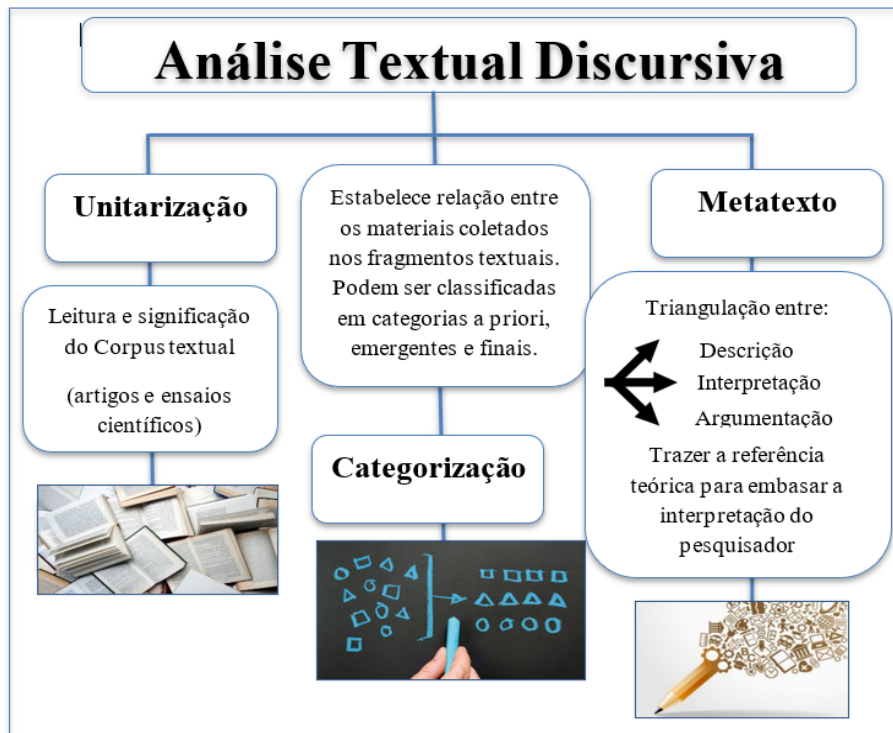 Análise Textual Discursiva
Unitarização
Leitura e significação
do Corpus textual
(artigos e ensaios
científicos)
Estabelece relação entre
os materiais coletados
nos fragmentos textuais.
Podem ser classificadas
em categorias a priori,
emergentes e finais.
Categorização
Metatexto
Triangulação entre:
Descrição
Interpretação
Argumentação
Trazer a referência
teórica para embasar a
interpretação do
pesquisador